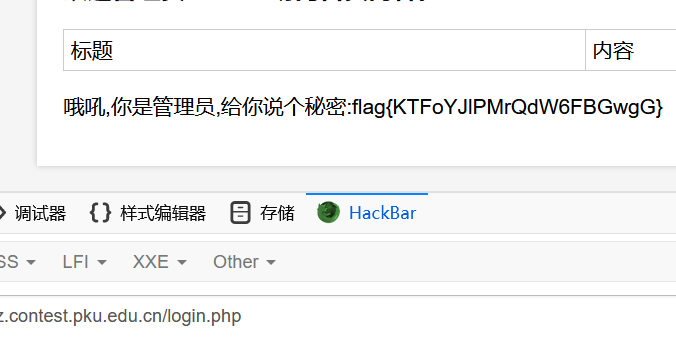 标题 内容
哦吼,你是管理员,给你说个秘密:flag{KTFoYJlPMrQdW6FBGwgG}
调试器 样式编辑器 存储 HackBar
SS LFI XXE Other
z.contest.pku.edu.cn/login.php